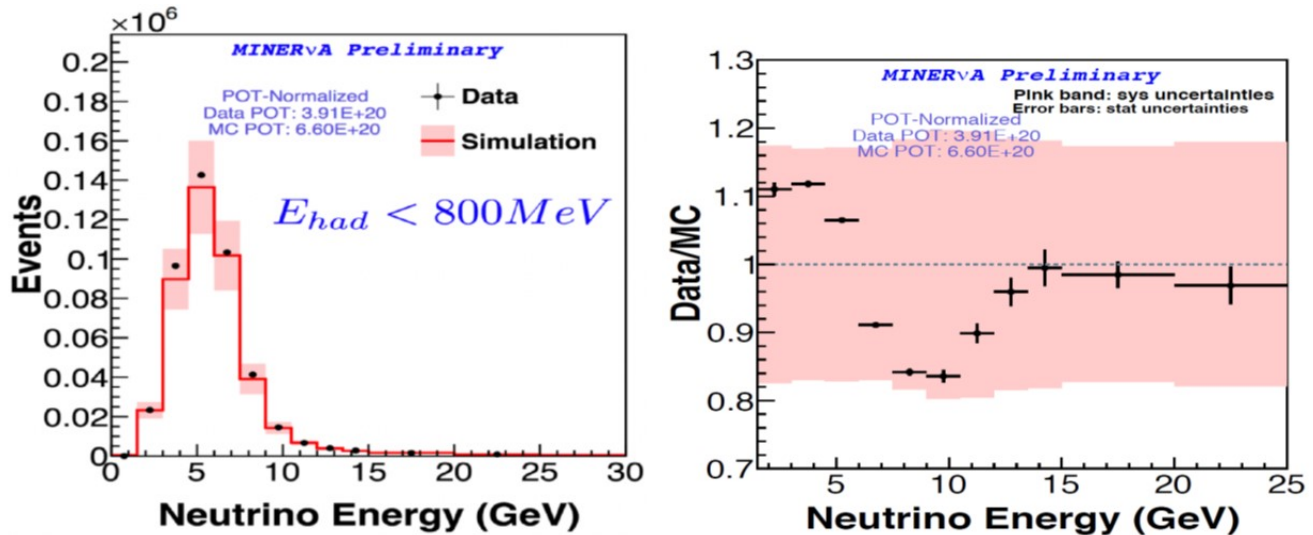 ×10⁶
MINERνA Preliminary
POT-Normalized
Data POT: 3.91E+20
MC POT: 6.60E+20
Data
Simulation
E_had < 800MeV
Events
0.2
0.18
0.16
0.14
0.12
0.1
0.08
0.06
0.04
0.02
0
0 5 10 15 20 25 30
Neutrino Energy (GeV)
MINERνA Preliminary
Pink band: sys uncertainties
Error bars: stat uncertainties
POT-Normalized
Data POT: 3.91E+20
MC POT: 6.60E+20
Data/MC
1.3
1.2
1.1
1
0.9
0.8
0.7
5 10 15 20 25
Neutrino Energy (GeV)